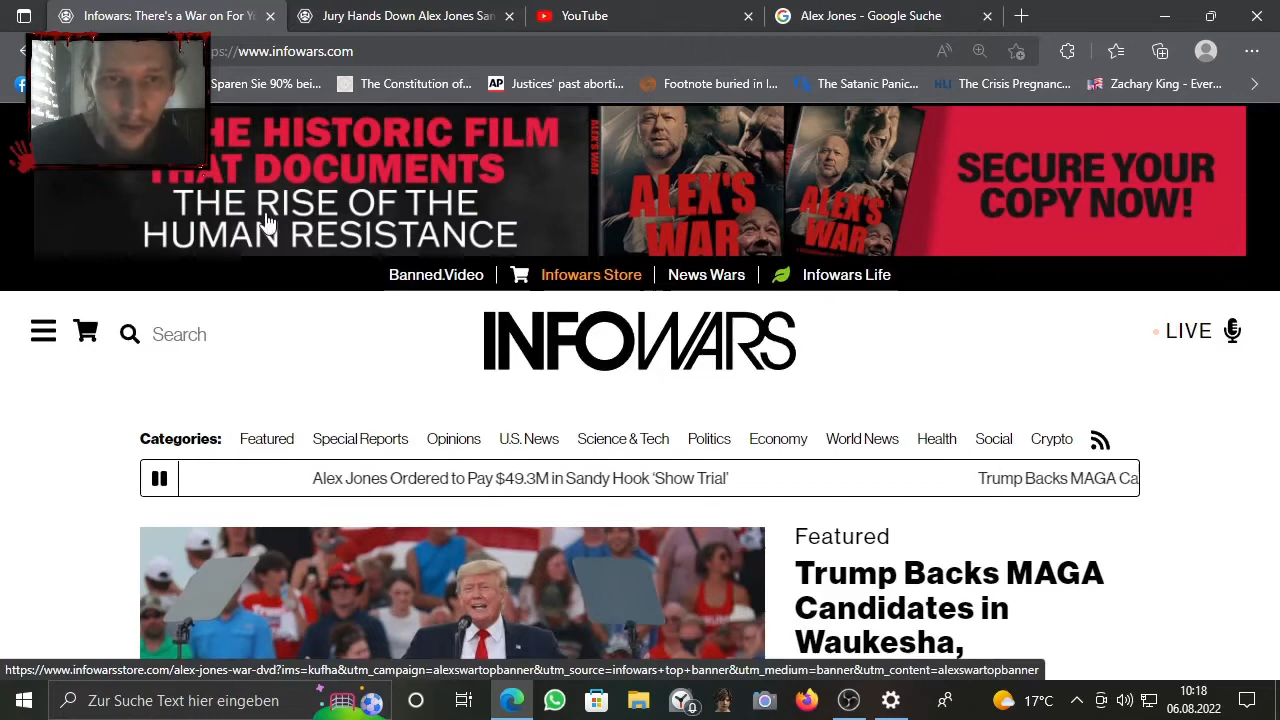 Infowars: There's a War on For Y
Jury Hands Down Alex Jones San
YouTube
Alex Jones - Google Suche
ps://www.infowars.com
Sparen Sie 90% bei...
The Constitution of...
AP Justices' past aborti...
Footnote buried in l...
The Satanic Panic...
NLI The Crisis Pregnanc...
Zachary King - Ever...
HE HISTORIC FILM
THAT DOCUMENTS
THE RISE OF THE
HUMAN RESISTANCE
ALEX'S
WAR
ALEX'S
WAR
SECURE YOUR
COPY NOW!
Banned.Video
Infowars Store
News Wars
Infowars Life
Search
INFOWARS
LIVE
Categories: Featured Special Reports Opinions U.S. News Science & Tech Politics Economy World News Health Social Crypto
Alex Jones Ordered to Pay $49.3M in Sandy Hook ‘Show Trial’
Trump Backs MAGA Ca
Featured
Trump Backs MAGA
Candidates in
Waukesha,
https://www.infowarsstore.com/alex-jones-war-dvd?ims=kufha&utm_campaign=alexswartopbanner&utm_source=infowars+top+banner&utm_medium=banner&utm_content=alexswartopbanner
Zur Suche Text hier eingeben
17°C
10:18
06.08.2022